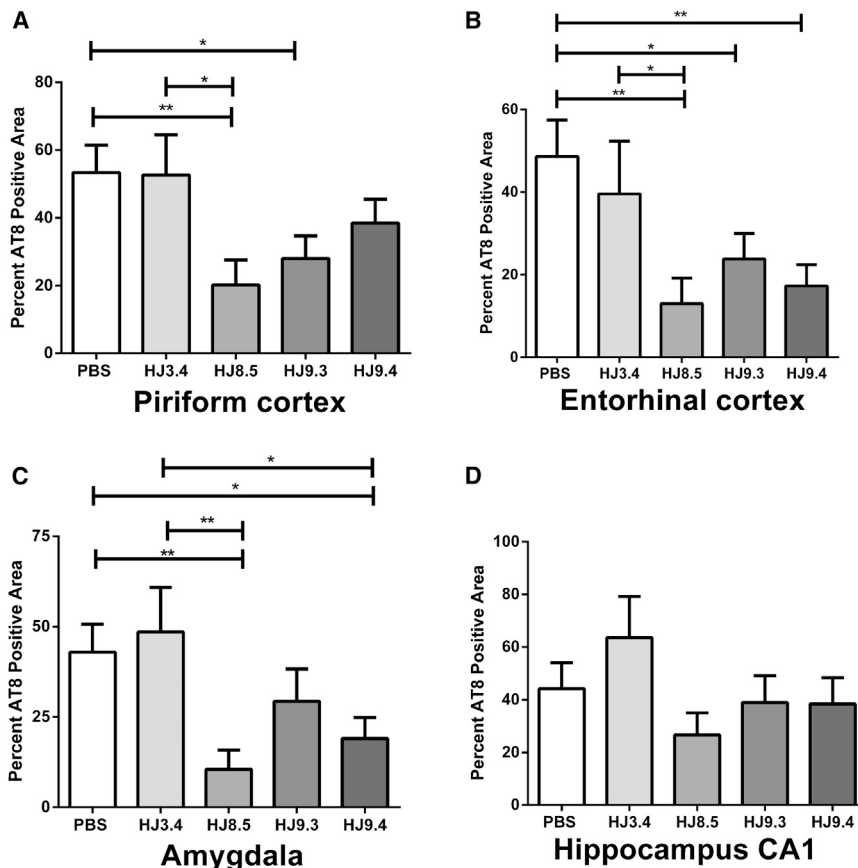 A
*
*
**
Percent AT8 Positive Area
80
60
40
20
0
PBS HJ3.4 HJ8.5 HJ9.3 HJ9.4
Piriform cortex
B
**
*
*
**
Percent AT8 Positive Area
60
40
20
0
PBS HJ3.4 HJ8.5 HJ9.3 HJ9.4
Entorhinal cortex
C
*
*
**
**
Percent AT8 Positive Area
75
50
25
0
PBS HJ3.4 HJ8.5 HJ9.3 HJ9.4
Amygdala
D
Percent AT8 Positive Area
100
80
60
40
20
0
PBS HJ3.4 HJ8.5 HJ9.3 HJ9.4
Hippocampus CA1